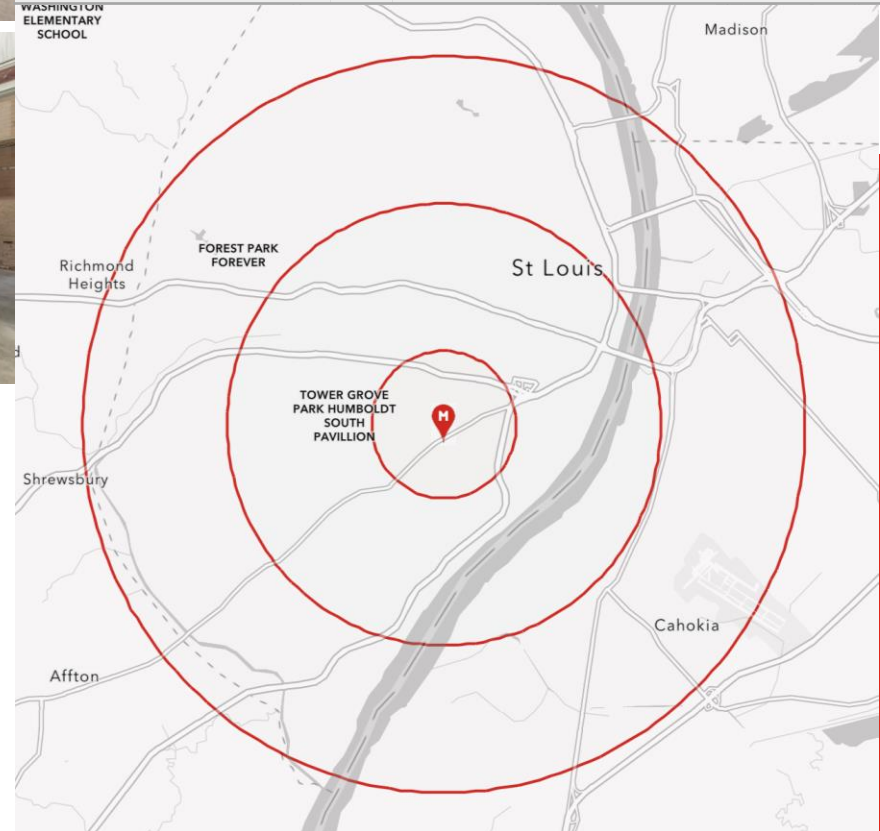 WASHINGTON
ELEMENTARY
SCHOOL
Madison
FOREST PARK
FOREVER
Richmond
Heights
St Louis
TOWER GROVE
PARK HUMBOLDT
SOUTH
PAVILLION
M
Shrewsbury
Cahokia
Affton